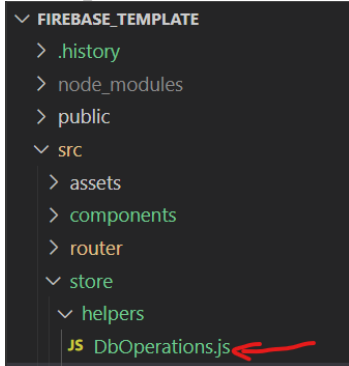 FIREBASE_TEMPLATE
.history
node_modules
public
src
assets
components
router
store
helpers
JS DbOperations.js